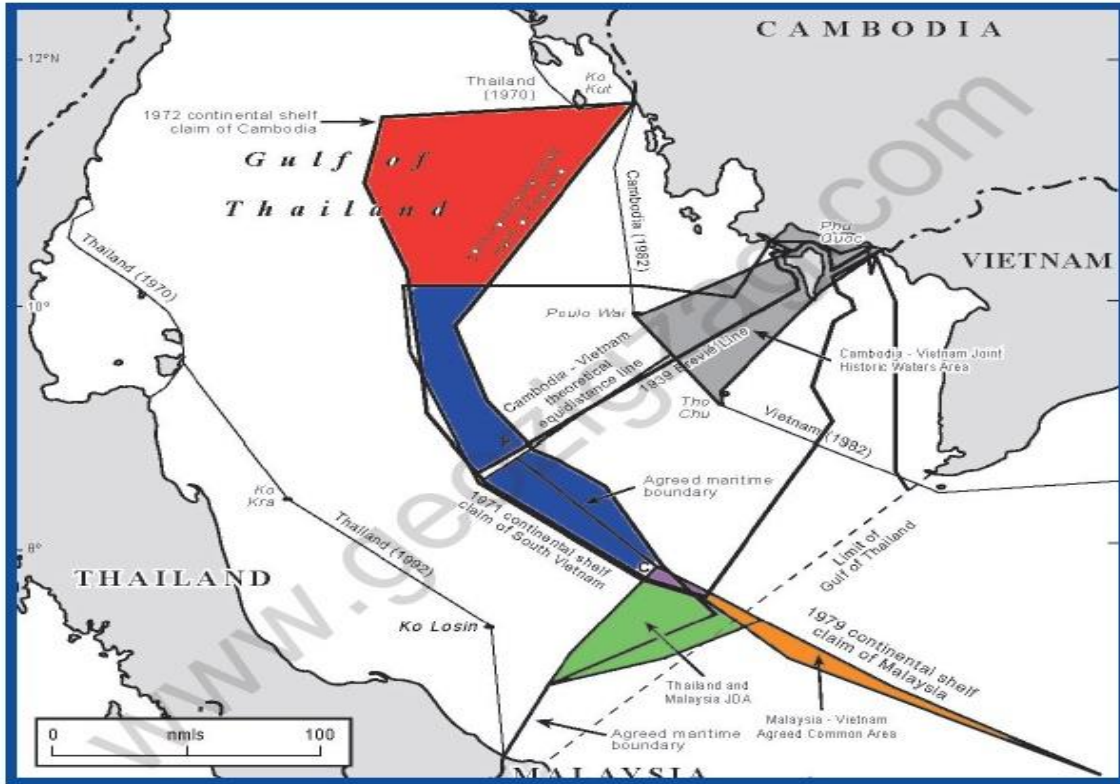 CAMBODIA
12°N
Thailand
(1970)
Ko
Kut
1972 continental shelf
claim of Cambodia
Gulf of
Thailand
Cambodia (1982)
Phu
Quoc
VIETNAM
Thailand (1970)
10°
Poulo Wai
Cambodia - Vietnam
theoretical
equidistance line
1939 Brevié Line
Cambodia - Vietnam Joint
Historic Waters Area
Tho
Chu
Vietnam (1982)
Agreed maritime
boundary
Ko
Kra
1971 continental shelf
claim of South Vietnam
8°
Thailand (1992)
C
Limit of
Gulf of Thailand
THAILAND
Ko Losin
1979 continental shelf
claim of Malaysia
Thailand and
Malaysia JDA
Malaysia - Vietnam
Agreed Common Area
Agreed maritime
boundary
0 nmls 100
MALAYSIA
www.geozigzag.com